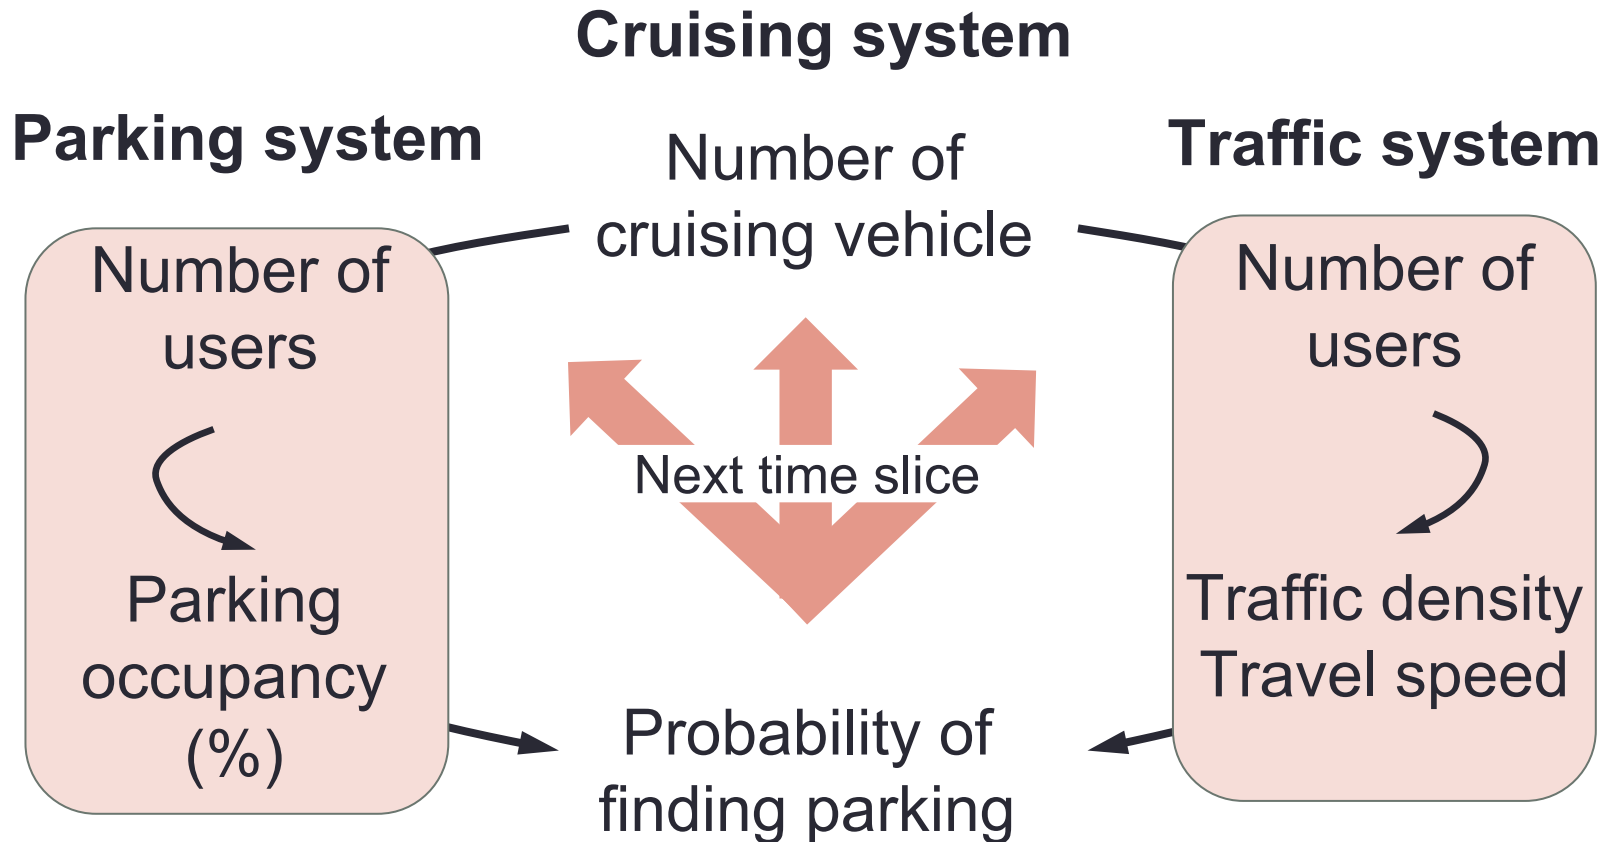 Cruising system
Parking system
Traffic system
Number of
cruising vehicle
Number of
users
Number of
users
Next time slice
Parking
occupancy
(%)
Traffic density
Travel speed
Probability of
finding parking